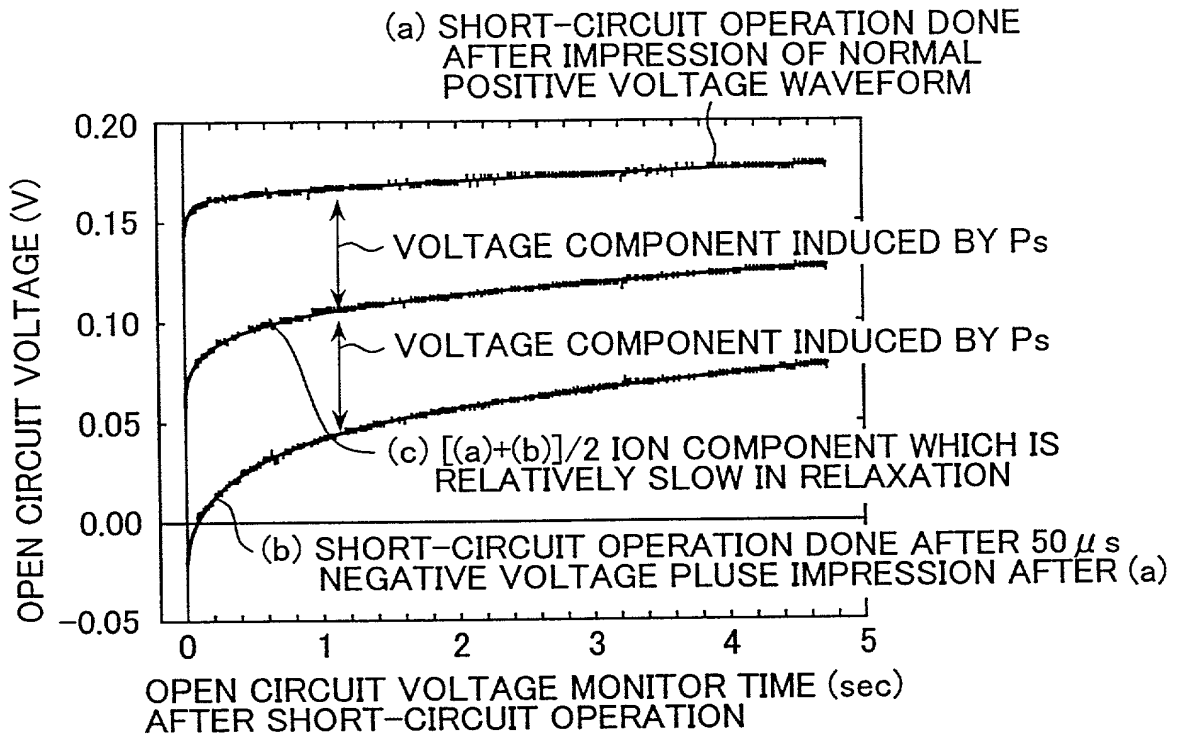 (a) SHORT-CIRCUIT OPERATION DONE
AFTER IMPRESSION OF NORMAL
POSITIVE VOLTAGE WAVEFORM
OPEN CIRCUIT VOLTAGE (V)
0.20
0.15
0.10
0.05
0.00
-0.05
VOLTAGE COMPONENT INDUCED BY Ps
VOLTAGE COMPONENT INDUCED BY Ps
(c) [(a)+(b)]/2 ION COMPONENT WHICH IS
RELATIVELY SLOW IN RELAXATION
(b) SHORT-CIRCUIT OPERATION DONE AFTER 50 μs
NEGATIVE VOLTAGE PLUSE IMPRESSION AFTER (a)
0 1 2 3 4 5
OPEN CIRCUIT VOLTAGE MONITOR TIME (sec)
AFTER SHORT-CIRCUIT OPERATION